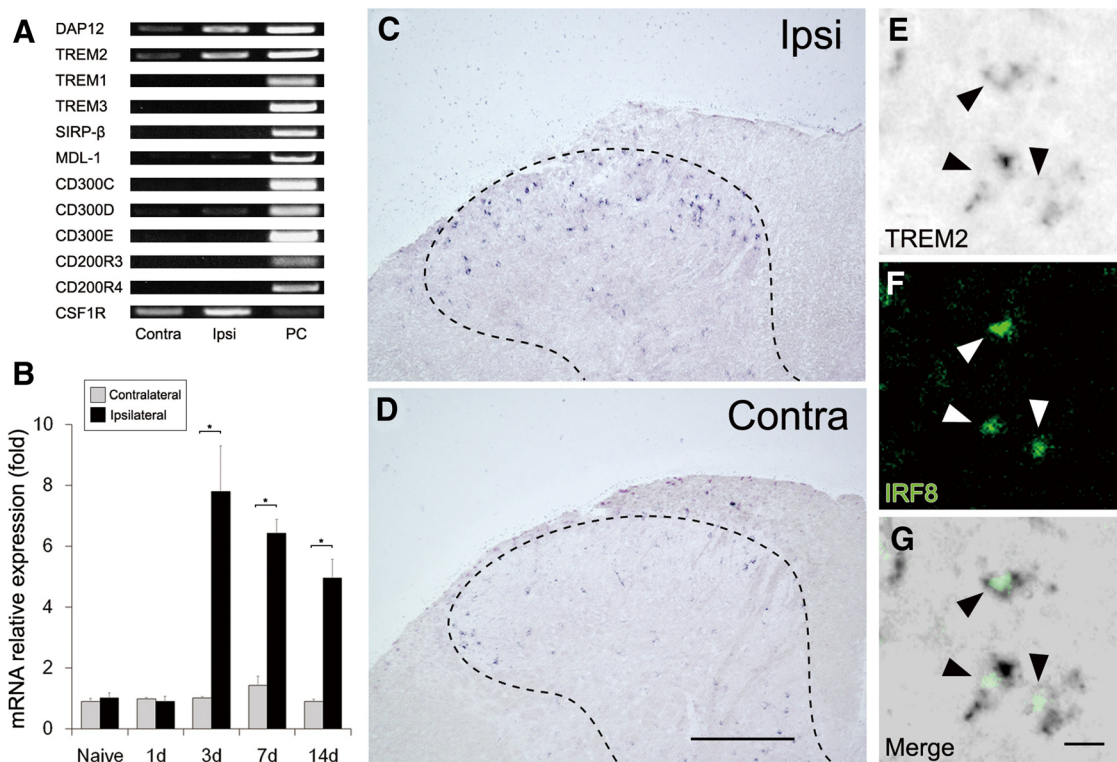 A
DAP12
TREM2
TREM1
TREM3
SIRP-β
MDL-1
CD300C
CD300D
CD300E
CD200R3
CD200R4
CSF1R
Contra Ipsi PC
B
Contralateral
Ipsilateral
mRNA relative expression (fold)
10
8
6
4
2
0
* * *
Naive 1d 3d 7d 14d
C
Ipsi
D
Contra
E
TREM2
F
IRF8
G
Merge